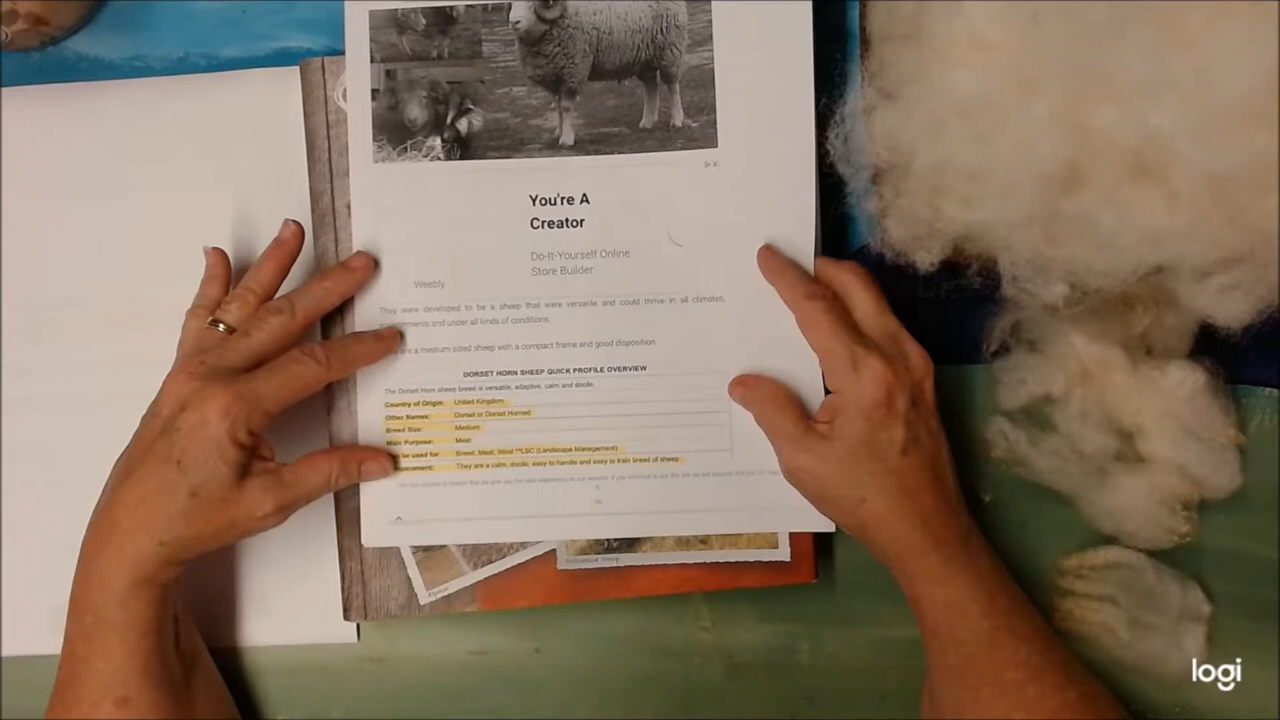 You're A
Creator
Do-It-Yourself Online
Store Builder
Weebly
They were developed to be a sheep that were versatile and could thrive in all climates,
and under all kinds of conditions.
are a medium sized sheep with a compact frame and good disposition.
DORSET HORN SHEEP QUICK PROFILE OVERVIEW
The Dorset Horn sheep breed is versatile, adaptive, calm and docile.
Country of Origin: United Kingdom
Other Names: Dorset or Dorset Horned
Breed Size: Medium
Main Purpose: Meat
be used for Breed, Meat, Wool **LSC (Landscape Management)
They are a calm, docile, easy to handle and easy to train breed of sheep.
logi